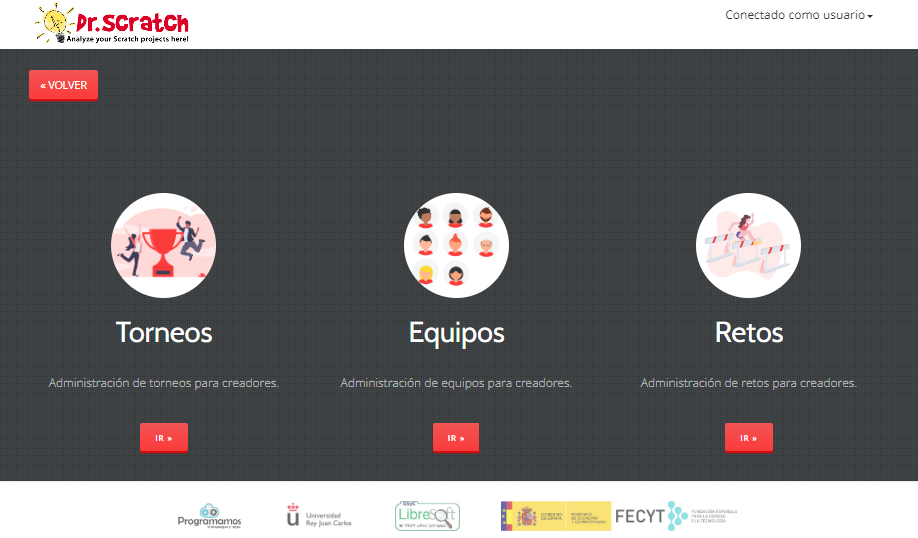 Dr.Scratch
Analyze your Scratch projects here!
Conectado como usuario
« VOLVER
Torneos
Equipos
Retos
Administración de torneos para creadores.
Administración de equipos para creadores.
Administración de retos para creadores.
IR »
IR »
IR »
Programamos
Universidad
Rey Juan Carlos
LibreSoft
GOBIERNO
DE ESPAÑA
MINISTERIO
DE ECONOMÍA
Y COMPETITIVIDAD
FECYT
FUNDACIÓN ESPAÑOLA
PARA LA CIENCIA
Y LA TECNOLOGÍA